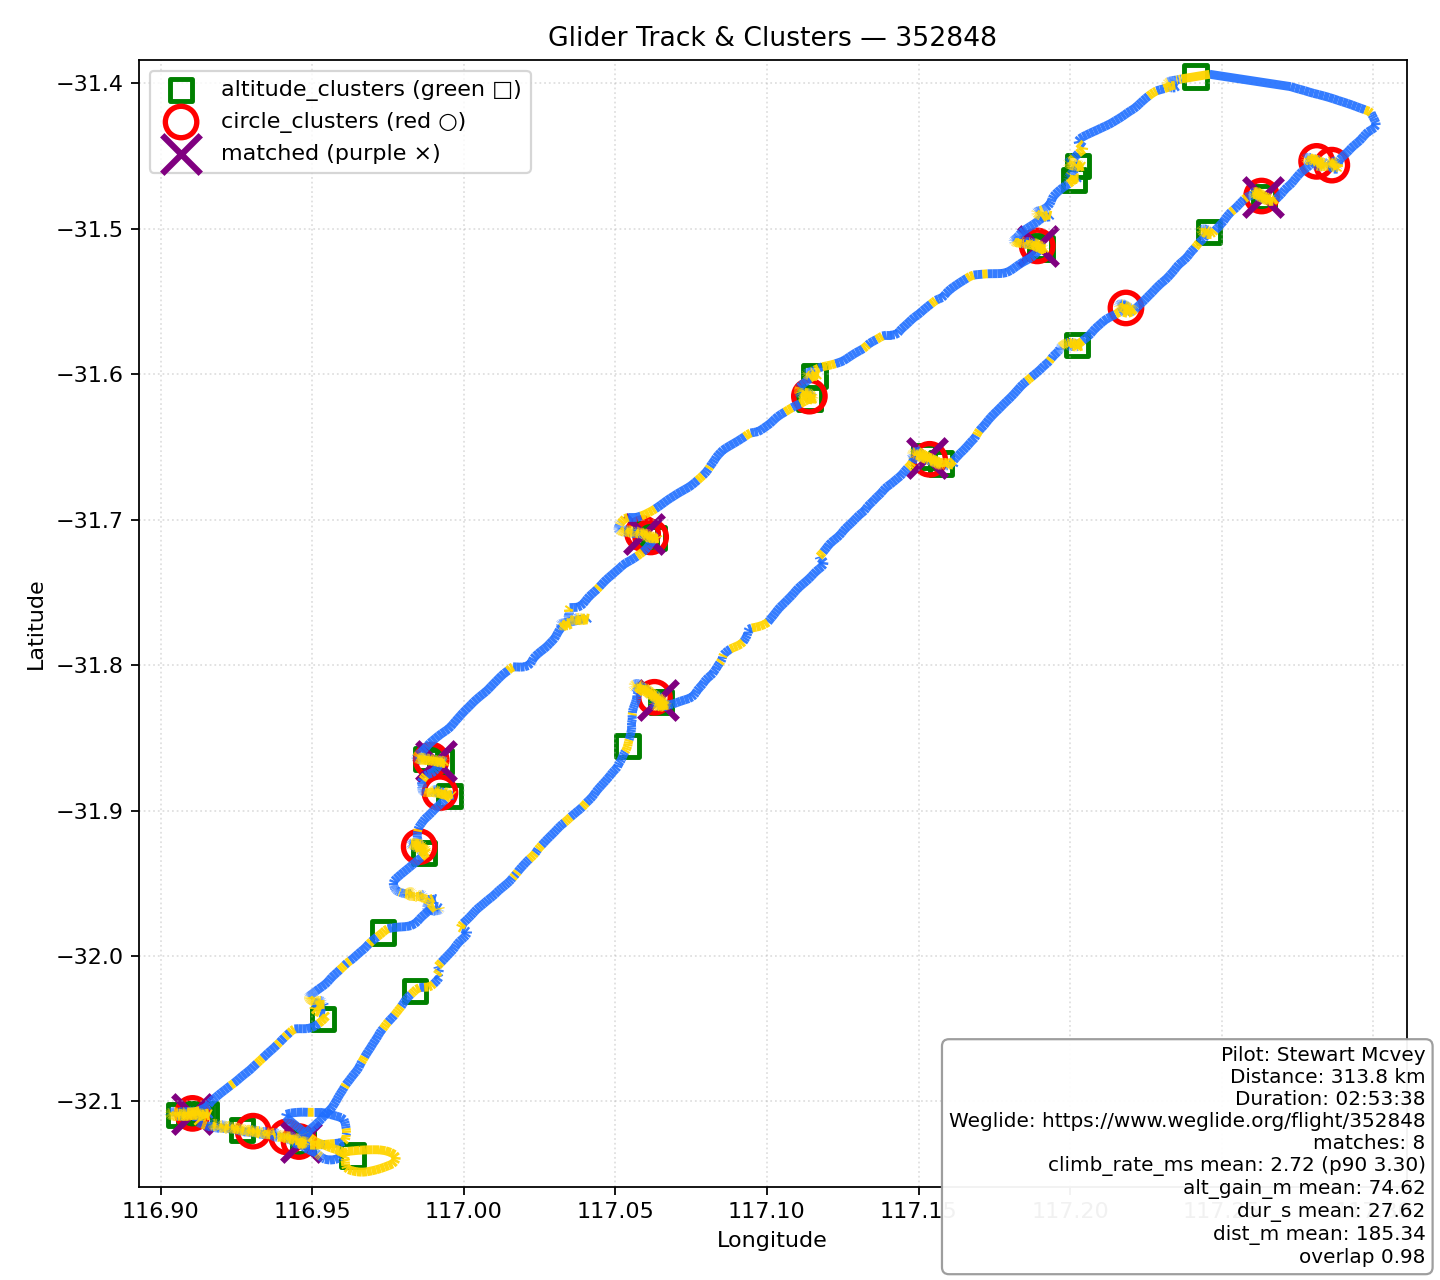 Glider Track & Clusters — 352848
altitude_clusters (green □)
circle_clusters (red ○)
matched (purple ×)
−31.4
−31.5
−31.6
−31.7
−31.8
−31.9
−32.0
−32.1
Latitude
116.90
116.95
117.00
117.05
117.10
117.15
117.20
Longitude
Pilot: Stewart Mcvey
Distance: 313.8 km
Duration: 02:53:38
Weglide: https://www.weglide.org/flight/352848
matches: 8
climb_rate_ms mean: 2.72 (p90 3.30)
alt_gain_m mean: 74.62
dur_s mean: 27.62
dist_m mean: 185.34
overlap 0.98